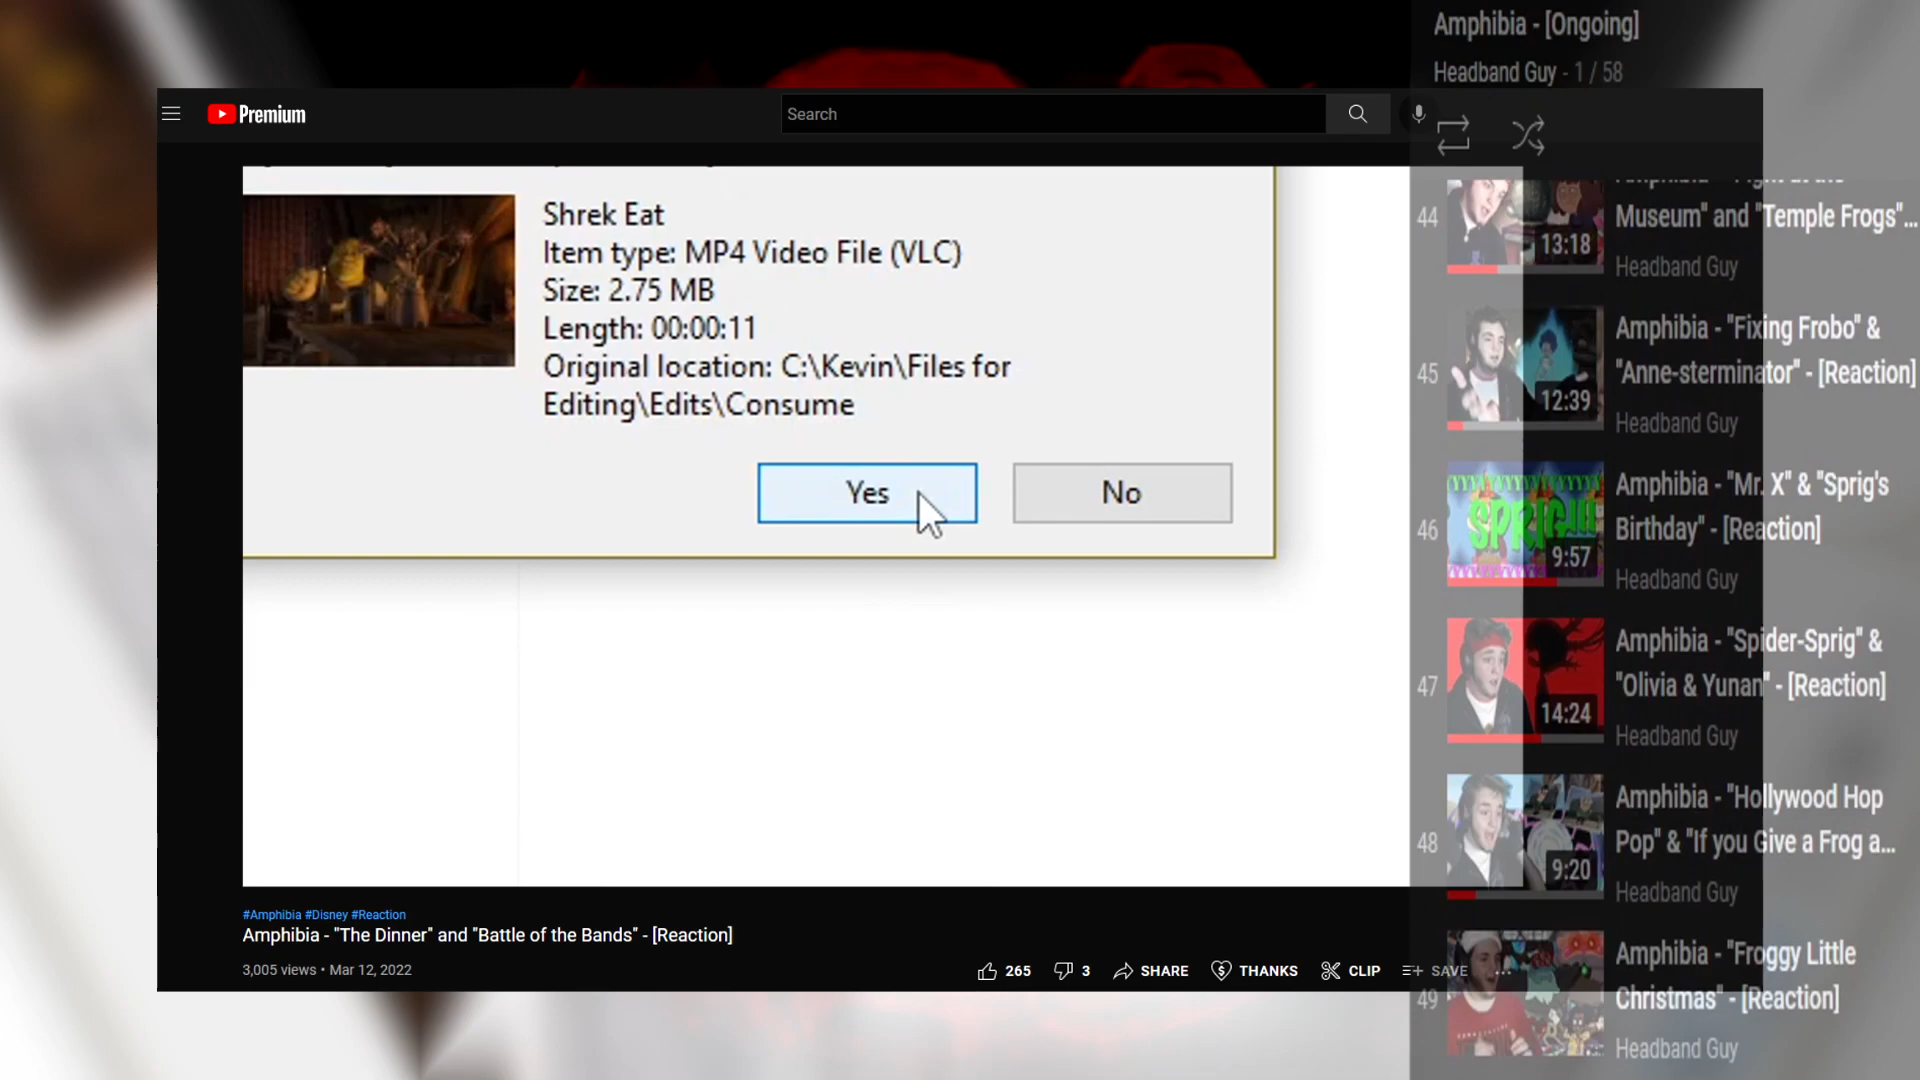 Amphibia - [Ongoing]
Headband Guy - 1 / 58
Premium
Search
Shrek Eat
Item type: MP4 Video File (VLC)
Size: 2.75 MB
Length: 00:00:11
Original location: C:\Kevin\Files for
Editing\Edits\Consume
Yes
No
#Amphibia #Disney #Reaction
Amphibia - "The Dinner" and "Battle of the Bands" - [Reaction]
3,005 views • Mar 12, 2022
265
3
SHARE
THANKS
CLIP
SAVE
44
13:18
Museum" and "Temple Frogs"...
Headband Guy
45
12:39
Amphibia - "Fixing Frobo" &
"Anne-sterminator" - [Reaction]
Headband Guy
46
SPRIG!!!
9:57
Amphibia - "Mr. X" & "Sprig's
Birthday" - [Reaction]
Headband Guy
47
14:24
Amphibia - "Spider-Sprig" &
"Olivia & Yunan" - [Reaction]
Headband Guy
48
9:20
Amphibia - "Hollywood Hop
Pop" & "If you Give a Frog a...
Headband Guy
49
Amphibia - "Froggy Little
Christmas" - [Reaction]
Headband Guy